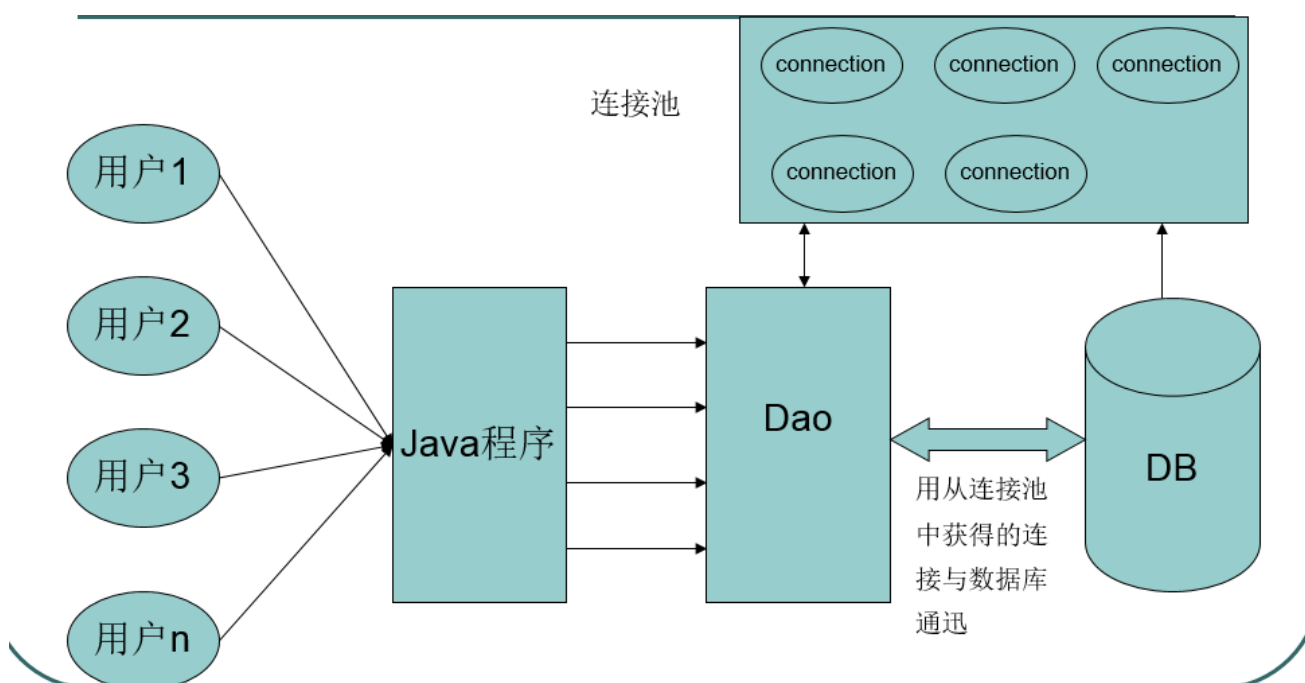 connection
connection
connection
连接池
connection
connection
用户1
用户2
用户3
用户n
Java程序
Dao
DB
用从连接池
中获得的连
接与数据库
通迅